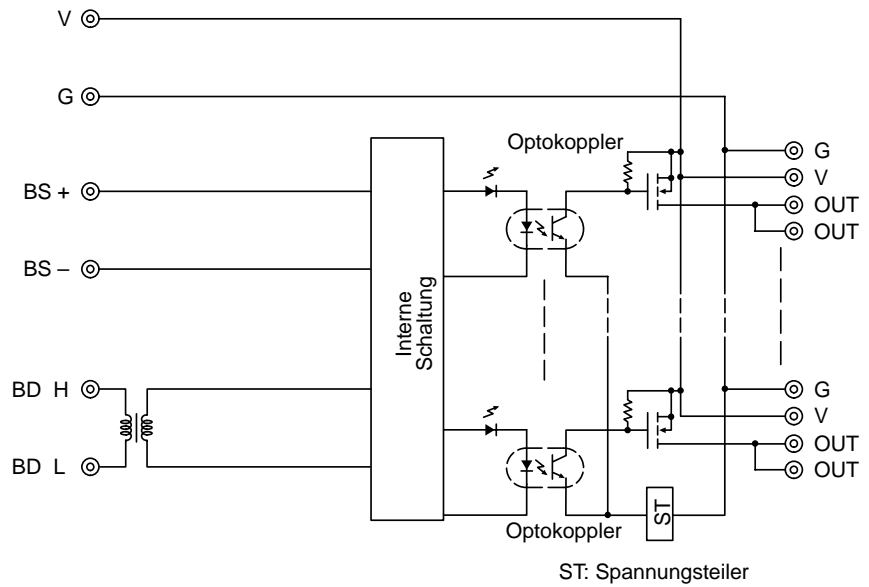 V
G
Optokoppler
G
V
OUT
OUT
BS +
BS –
Interne
Schaltung
BD H
BD L
G
V
OUT
OUT
Optokoppler
ST
ST: Spannungsteiler